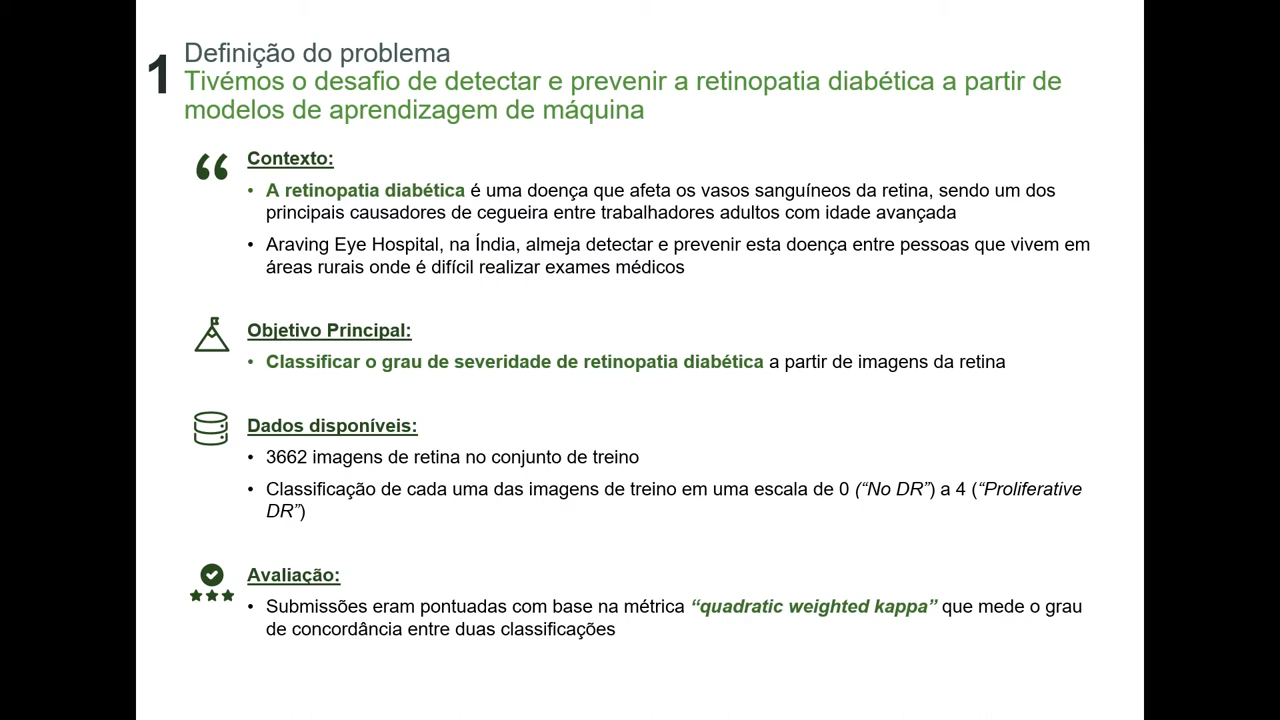 1
Definição do problema
Tivémos o desafio de detectar e prevenir a retinopatia diabética a partir de
modelos de aprendizagem de máquina
Contexto:
• A retinopatia diabética é uma doença que afeta os vasos sanguíneos da retina, sendo um dos
principais causadores de cegueira entre trabalhadores adultos com idade avançada
• Araving Eye Hospital, na Índia, almeja detectar e prevenir esta doença entre pessoas que vivem em
áreas rurais onde é difícil realizar exames médicos
Objetivo Principal:
• Classificar o grau de severidade de retinopatia diabética a partir de imagens da retina
Dados disponíveis:
• 3662 imagens de retina no conjunto de treino
• Classificação de cada uma das imagens de treino em uma escala de 0 (“No DR”) a 4 (“Proliferative
DR”)
Avaliação:
• Submissões eram pontuadas com base na métrica “quadratic weighted kappa” que mede o grau
de concordância entre duas classificações